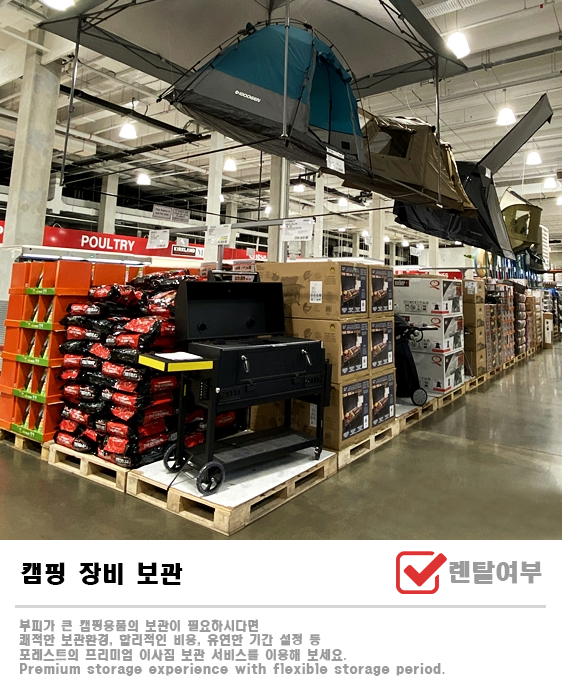 KODSEN
POULTRY
KIRKLAND
캠핑 장비 보관
렌탈여부
부피가 큰 캠핑용품의 보관이 필요하시다면
쾌적한 보관환경, 합리적인 비용, 유연한 기간 설정 등
포레스트의 프리미엄 이사짐 보관 서비스를 이용해 보세요.
Premium storage experience with flexible storage period.